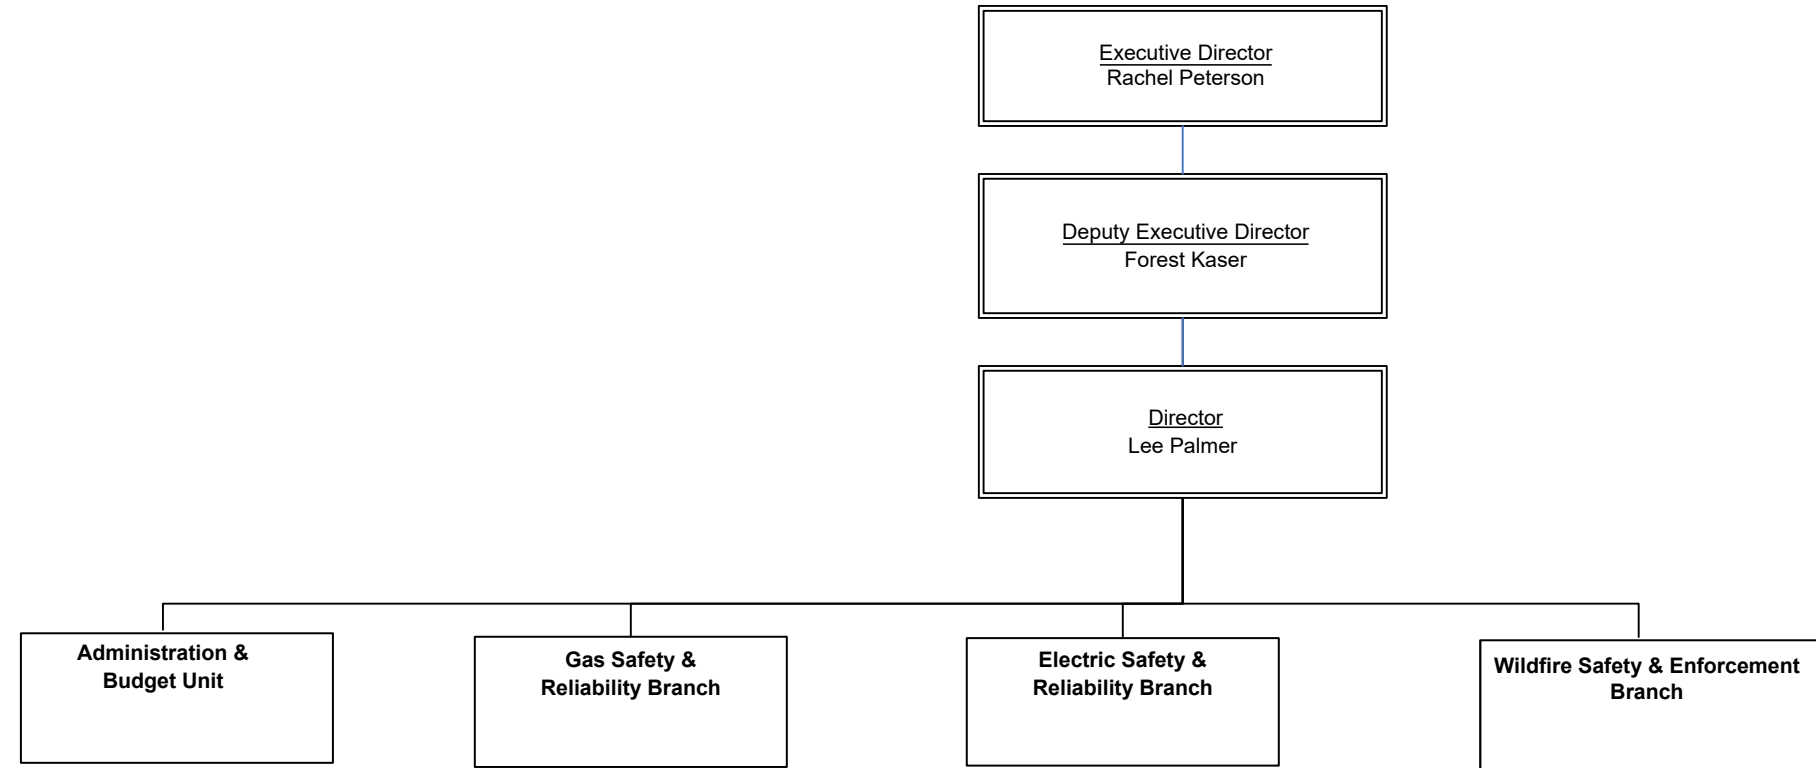 Executive Director
Rachel Peterson
Deputy Executive Director
Forest Kaser
Director
Lee Palmer
Administration &
Budget Unit
Gas Safety &
Reliability Branch
Electric Safety &
Reliability Branch
Wildfire Safety & Enforcement
Branch